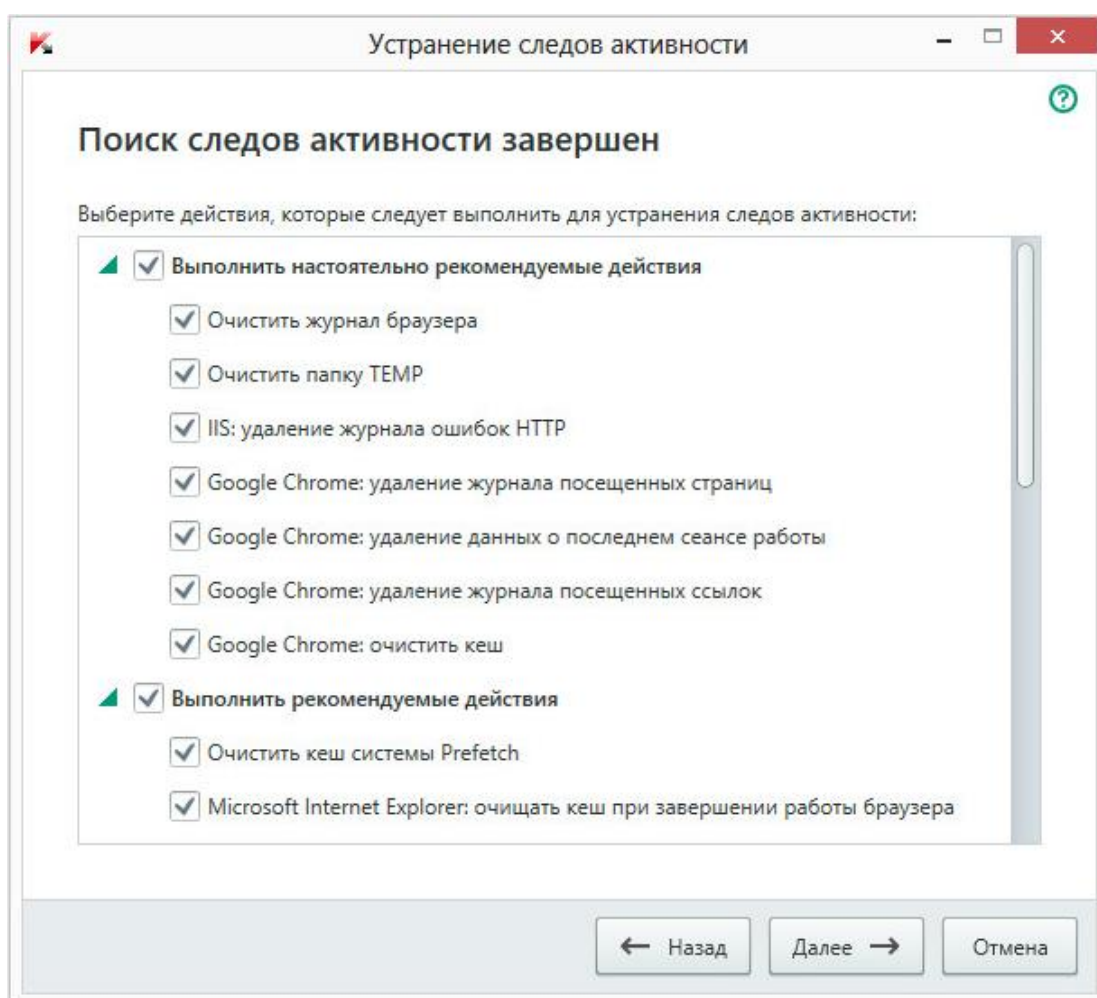 Устранение следов активности
Поиск следов активности завершен
Выберите действия, которые следует выполнить для устранения следов активности:
Выполнить настоятельно рекомендуемые действия
Очистить журнал браузера
Очистить папку TEMP
IIS: удаление журнала ошибок HTTP
Google Chrome: удаление журнала посещенных страниц
Google Chrome: удаление данных о последнем сеансе работы
Google Chrome: удаление журнала посещенных ссылок
Google Chrome: очистить кеш
Выполнить рекомендуемые действия
Очистить кеш системы Prefetch
Microsoft Internet Explorer: очищать кеш при завершении работы браузера
Назад Далее Отмена